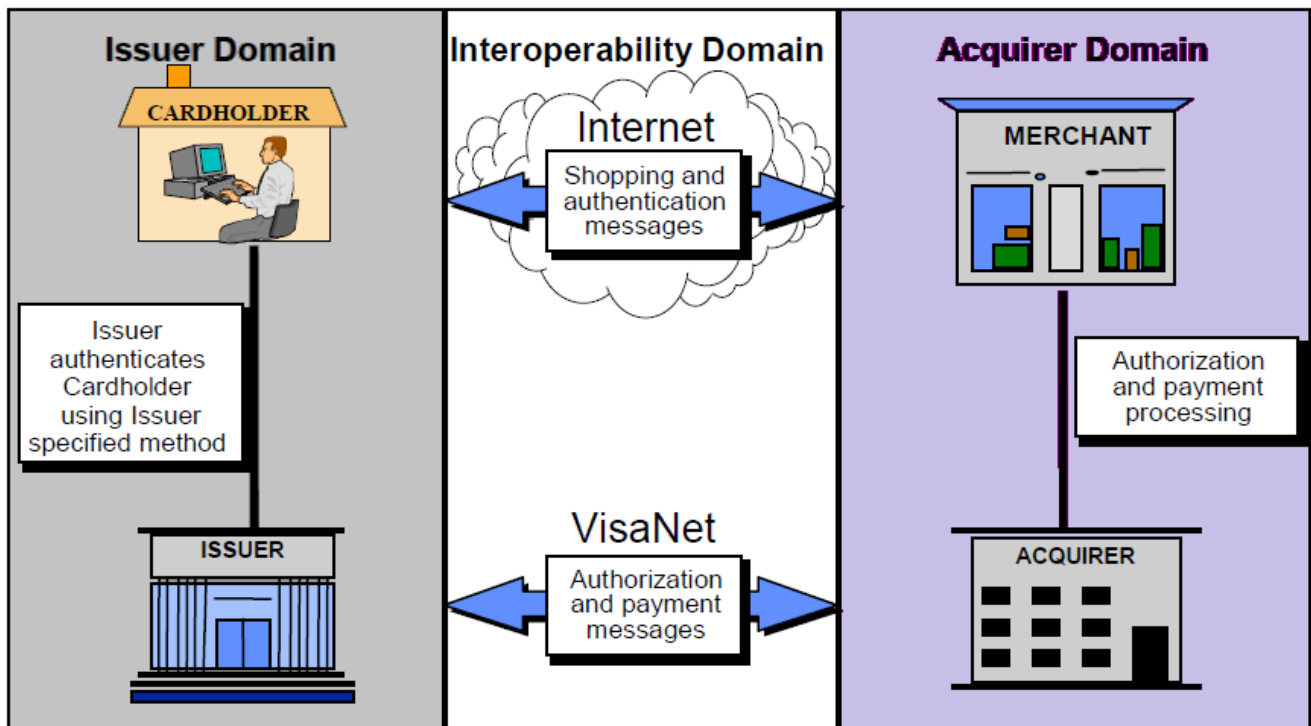 Issuer Domain
Interoperability Domain
Acquirer Domain
CARDHOLDER
Internet
Shopping and
authentication
messages
MERCHANT
Issuer
authenticates
Cardholder
using Issuer
specified method
Authorization
and payment
processing
ISSUER
VisaNet
Authorization
and payment
messages
ACQUIRER